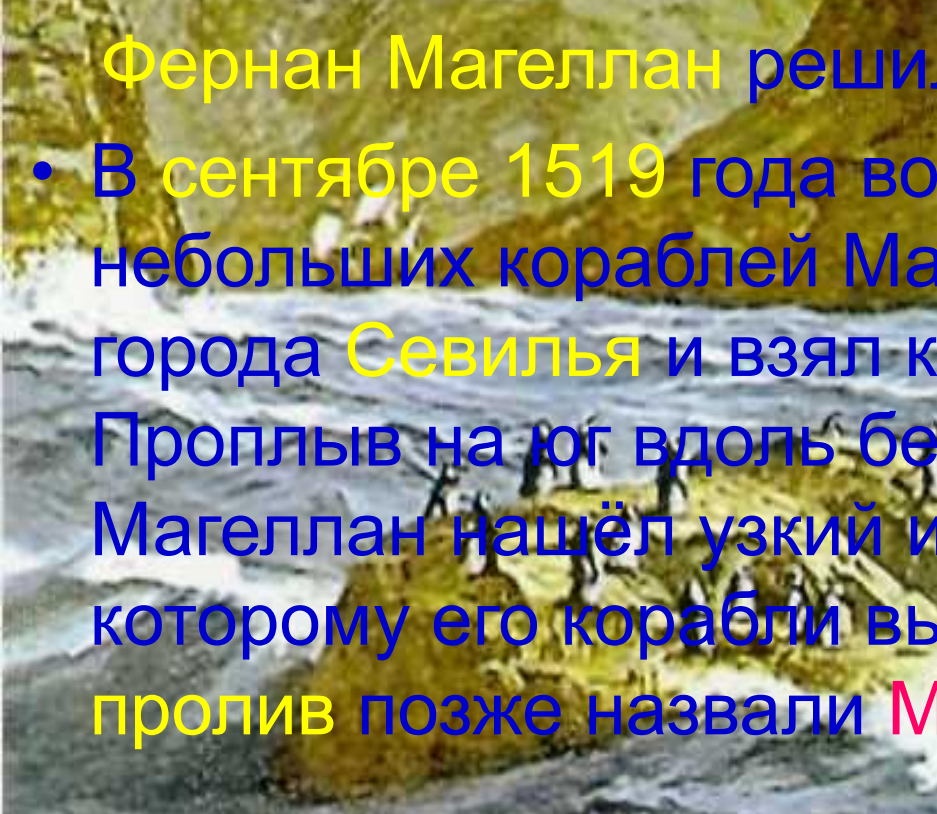 Фернан Магеллан решил
• В сентябре 1519 года во
небольших кораблей Ма
города Севилья и взял к
Проплыв на юг вдоль бе
Магеллан нашёл узкий и
которому его корабли вы
пролив позже назвали М